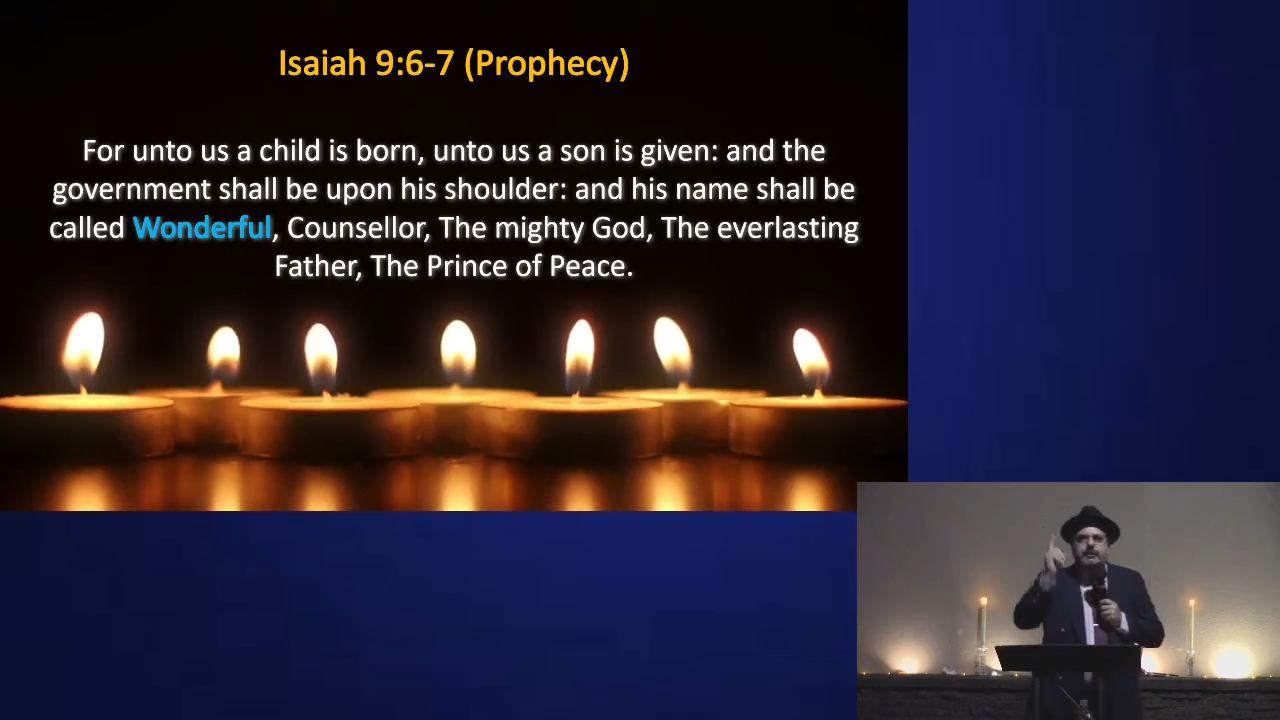 Isaiah 9:6-7 (Prophecy)
For unto us a child is born, unto us a son is given: and the
government shall be upon his shoulder: and his name shall be
called Wonderful, Counsellor, The mighty God, The everlasting
Father, The Prince of Peace.